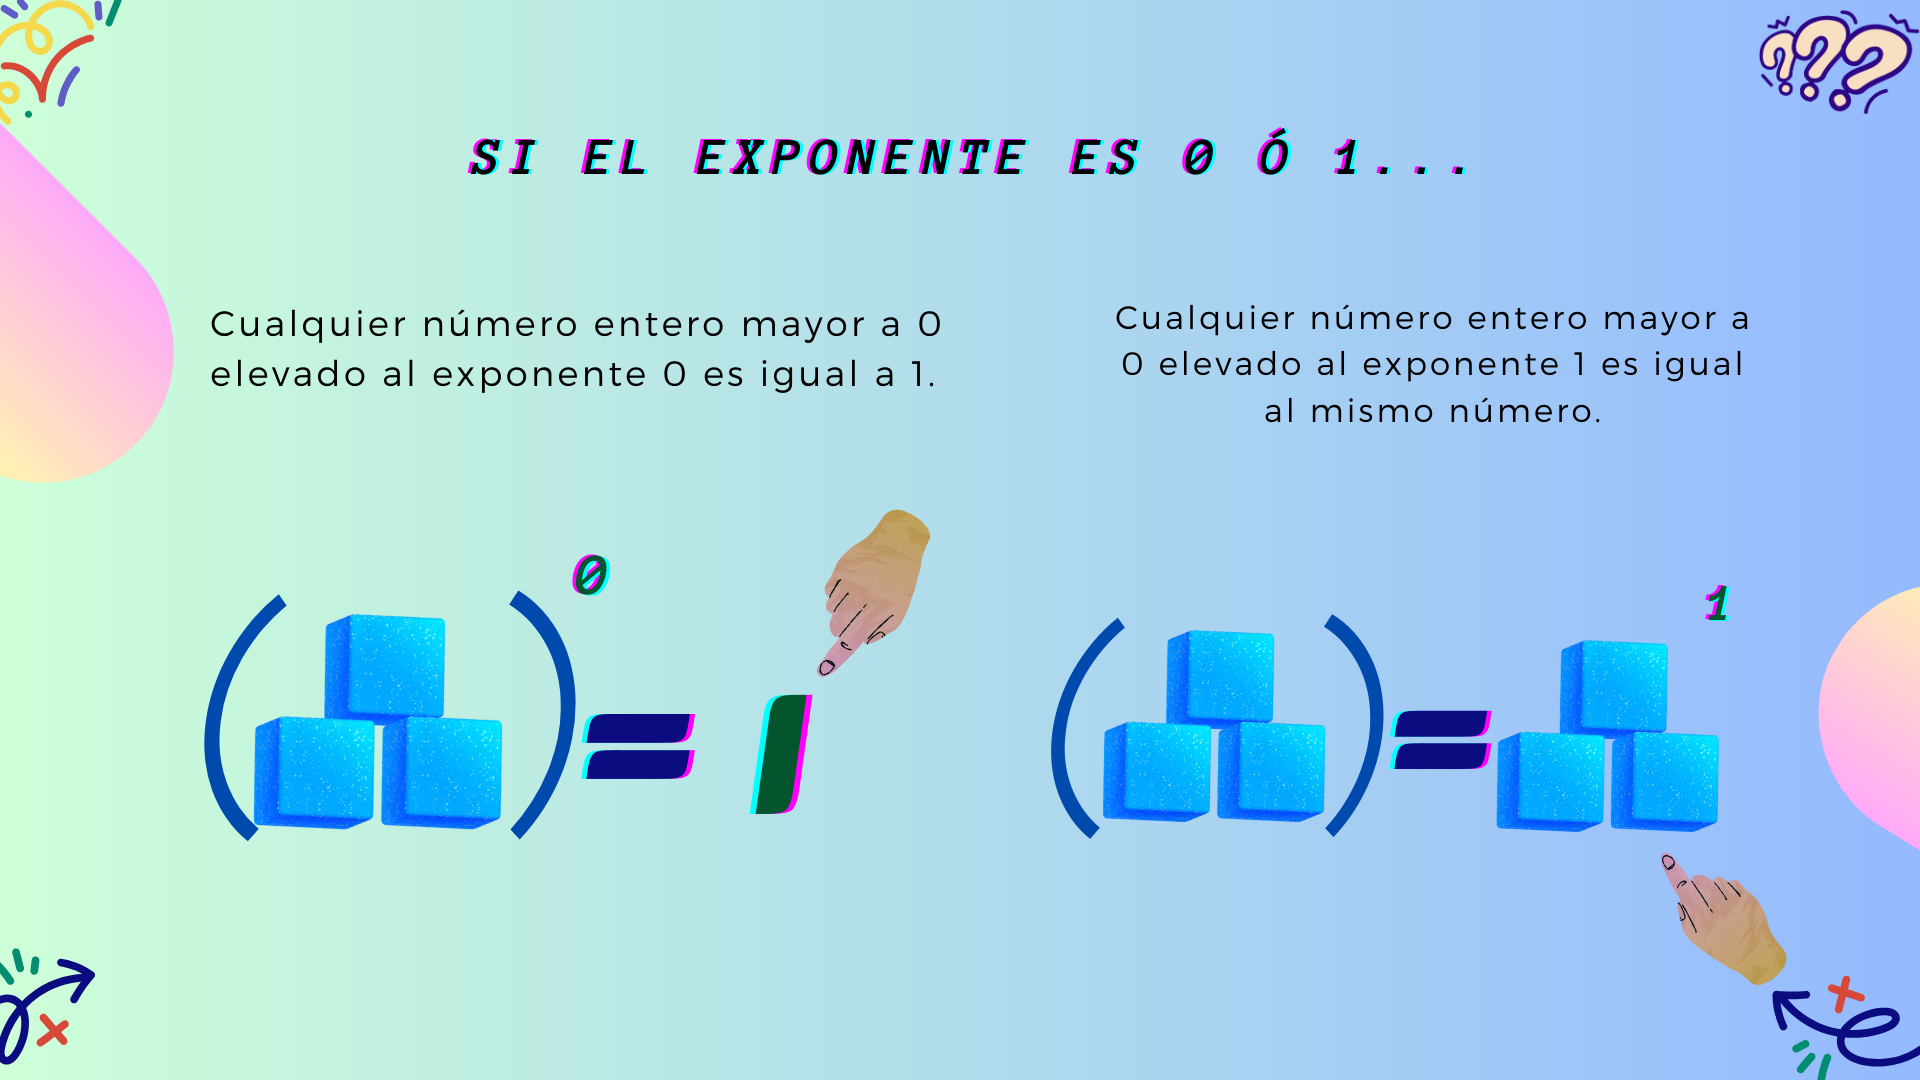 SI EL EXPONENTE ES 0 Ó 1...
Cualquier número entero mayor a 0
elevado al exponente 0 es igual a 1.
Cualquier número entero mayor a
0 elevado al exponente 1 es igual
al mismo número.
( )0 = 1
( ) = 1
???